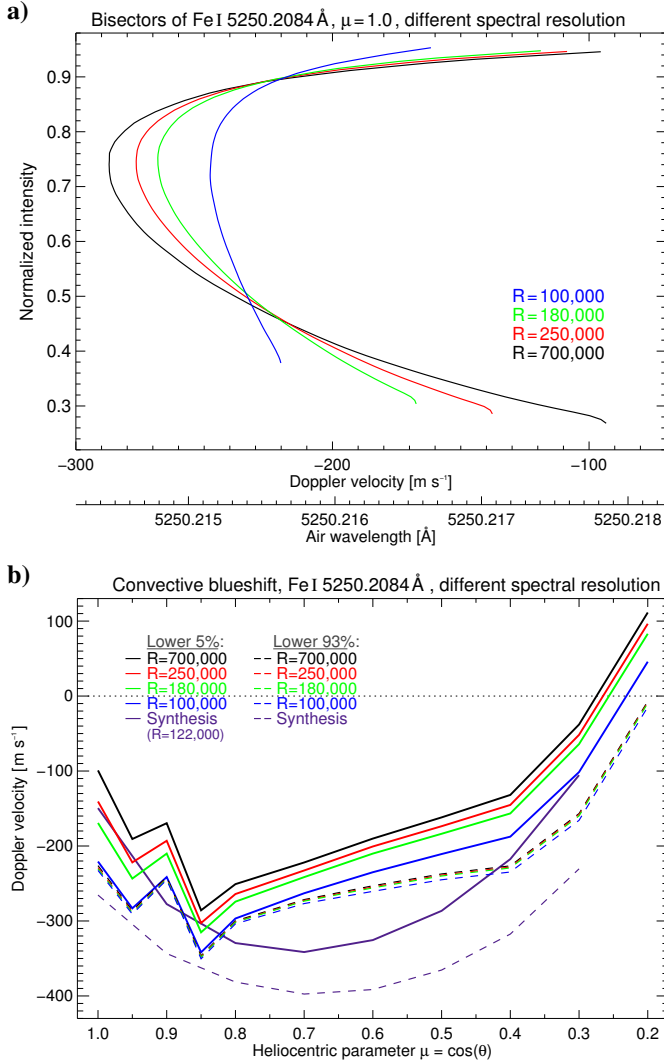 a)
Bisectors of Fe I 5250.2084 Å, μ = 1.0, different spectral resolution
0.9
0.8
0.7
0.6
0.5
0.4
0.3
Normalized intensity
R=100,000
R=180,000
R=250,000
R=700,000
−300 −200 −100
Doppler velocity [m s⁻¹]
5250.215 5250.216 5250.217 5250.218
Air wavelength [Å]
b)
Convective blueshift, Fe I 5250.2084 Å , different spectral resolution
100
0
−100
−200
−300
−400
Doppler velocity [m s⁻¹]
Lower 5%: Lower 93%:
R=700,000 R=700,000
R=250,000 R=250,000
R=180,000 R=180,000
R=100,000 R=100,000
Synthesis Synthesis
(R=122,000)
1.0 0.9 0.8 0.7 0.6 0.5 0.4 0.3 0.2
Heliocentric parameter μ = cos(θ)